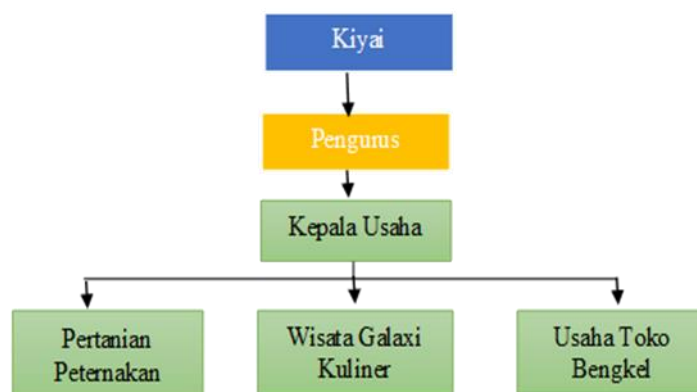 Kiyai
Pengurus
Kepala Usaha
Pertanian
Peternakan
Wisata Galaxi
Kuliner
Usaha Toko
Bengkel